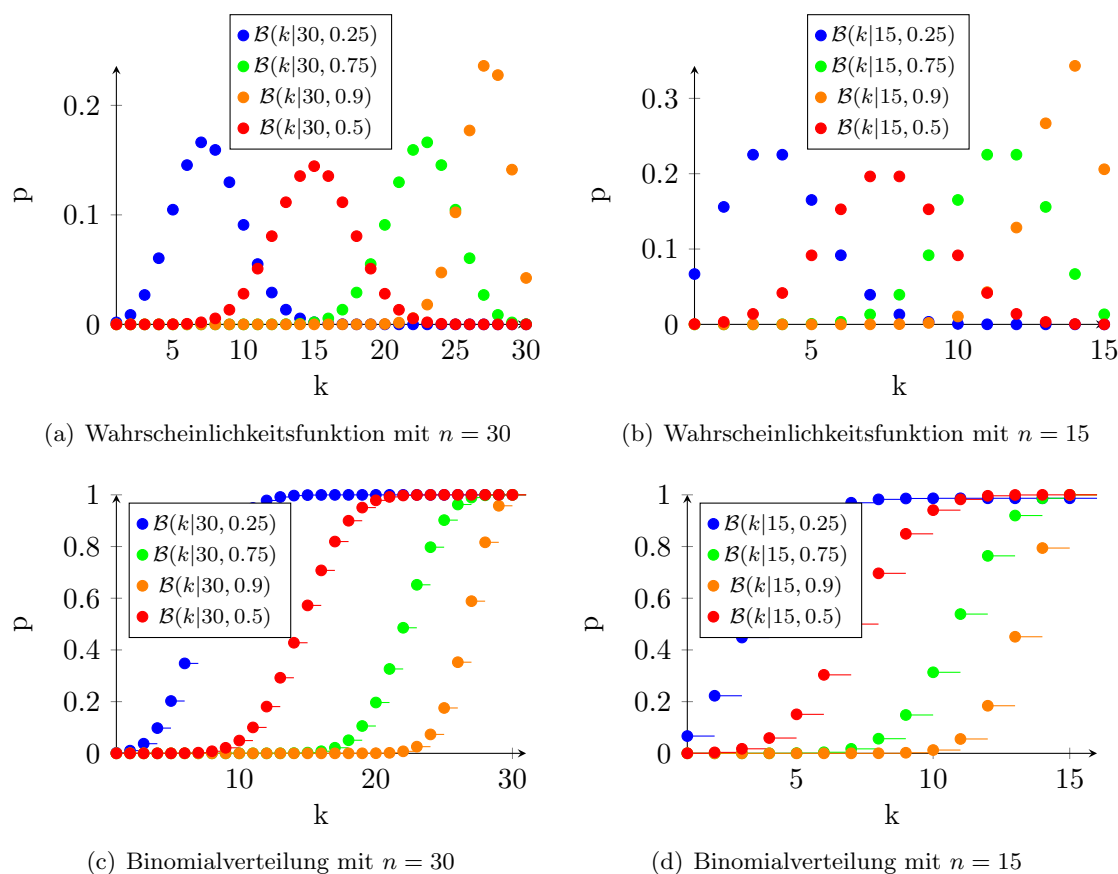 B(k|30, 0.25)
B(k|30, 0.75)
B(k|30, 0.9)
B(k|30, 0.5)
0.2
0.1
0
p
5 10 15 20 25 30
k
(a) Wahrscheinlichkeitsfunktion mit n = 30
B(k|15, 0.25)
B(k|15, 0.75)
B(k|15, 0.9)
B(k|15, 0.5)
0.3
0.2
0.1
0
p
5 10 15
k
(b) Wahrscheinlichkeitsfunktion mit n = 15
B(k|30, 0.25)
B(k|30, 0.75)
B(k|30, 0.9)
B(k|30, 0.5)
1
0.8
0.6
0.4
0.2
0
p
10 20 30
k
(c) Binomialverteilung mit n = 30
B(k|15, 0.25)
B(k|15, 0.75)
B(k|15, 0.9)
B(k|15, 0.5)
1
0.8
0.6
0.4
0.2
0
p
5 10 15
k
(d) Binomialverteilung mit n = 15